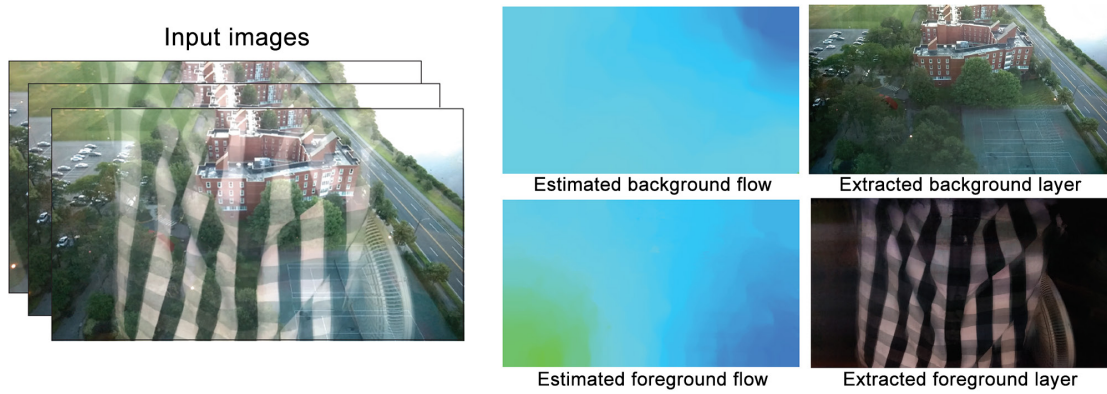 Input images
Estimated background flow
Extracted background layer
Estimated foreground flow
Extracted foreground layer